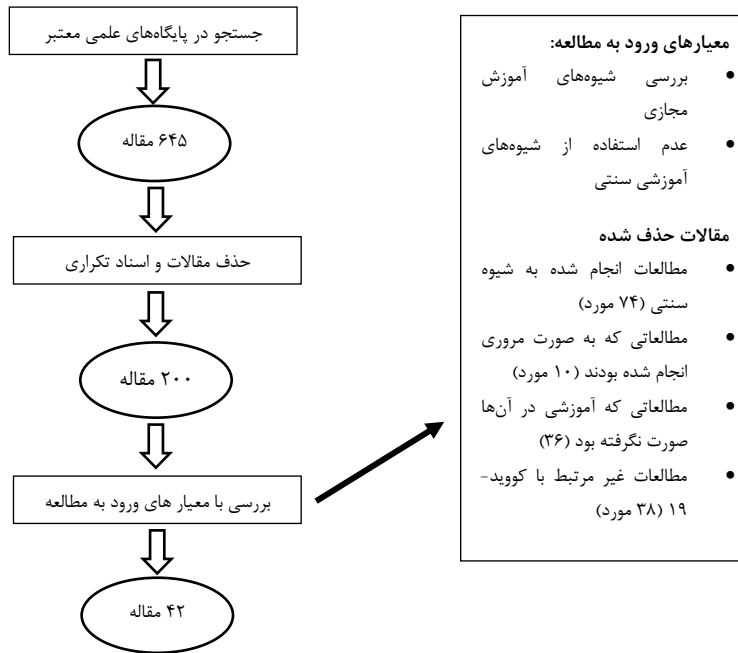 جستجو در پایگاه‌های علمی معتبر
۶۴۵ مقاله
حذف مقالات و اسناد تکراری
۲۰۰ مقاله
بررسی با معیار های ورود به مطالعه
۴۲ مقاله
معیارهای ورود به مطالعه:
• بررسی شیوه‌های آموزش
مجازی
• عدم استفاده از شیوه‌های
آموزشی سنتی
مقالات حذف شده
• مطالعات انجام شده به شیوه
سنتی (۷۴ مورد)
• مطالعاتی که به صورت مروری
انجام شده بودند (۱۰ مورد)
• مطالعاتی که آموزشی در آن‌ها
صورت نگرفته بود (۳۶)
• مطالعات غیر مرتبط با کووید-
۱۹ (۳۸ مورد)